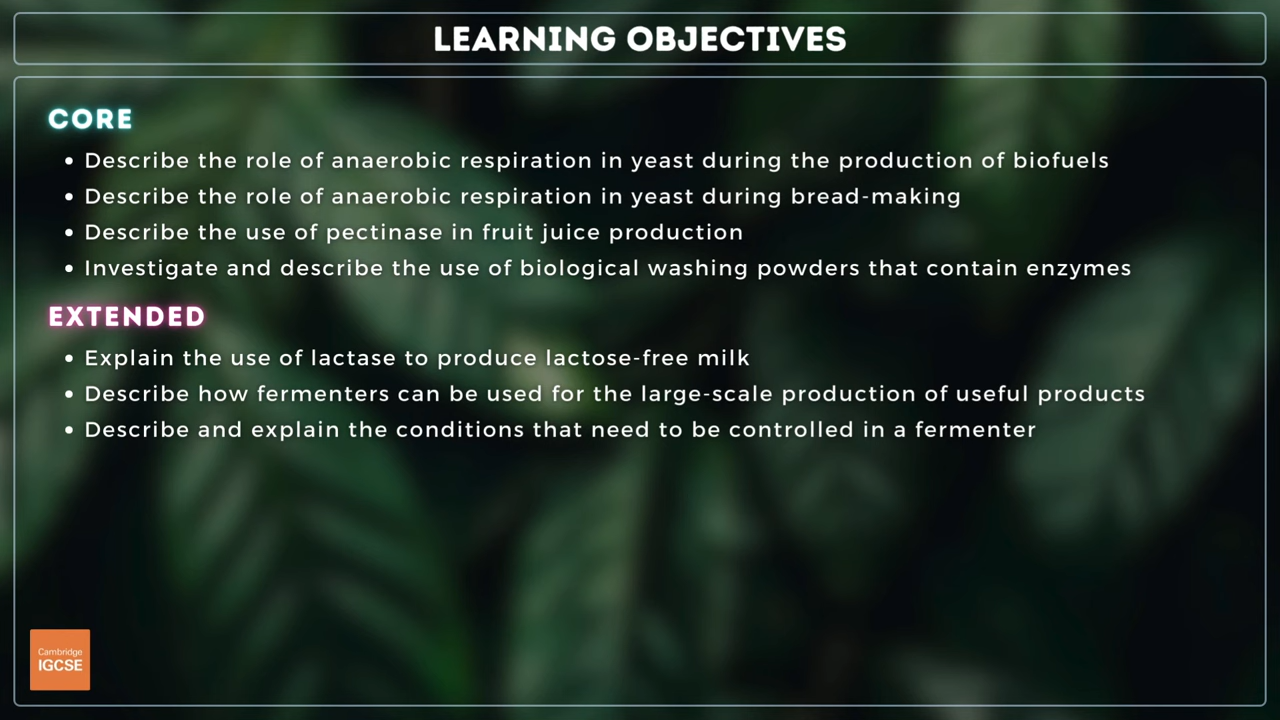 LEARNING OBJECTIVES
CORE
• Describe the role of anaerobic respiration in yeast during the production of biofuels
• Describe the role of anaerobic respiration in yeast during bread-making
• Describe the use of pectinase in fruit juice production
• Investigate and describe the use of biological washing powders that contain enzymes
EXTENDED
• Explain the use of lactase to produce lactose-free milk
• Describe how fermenters can be used for the large-scale production of useful products
• Describe and explain the conditions that need to be controlled in a fermenter
Cambridge
IGCSE